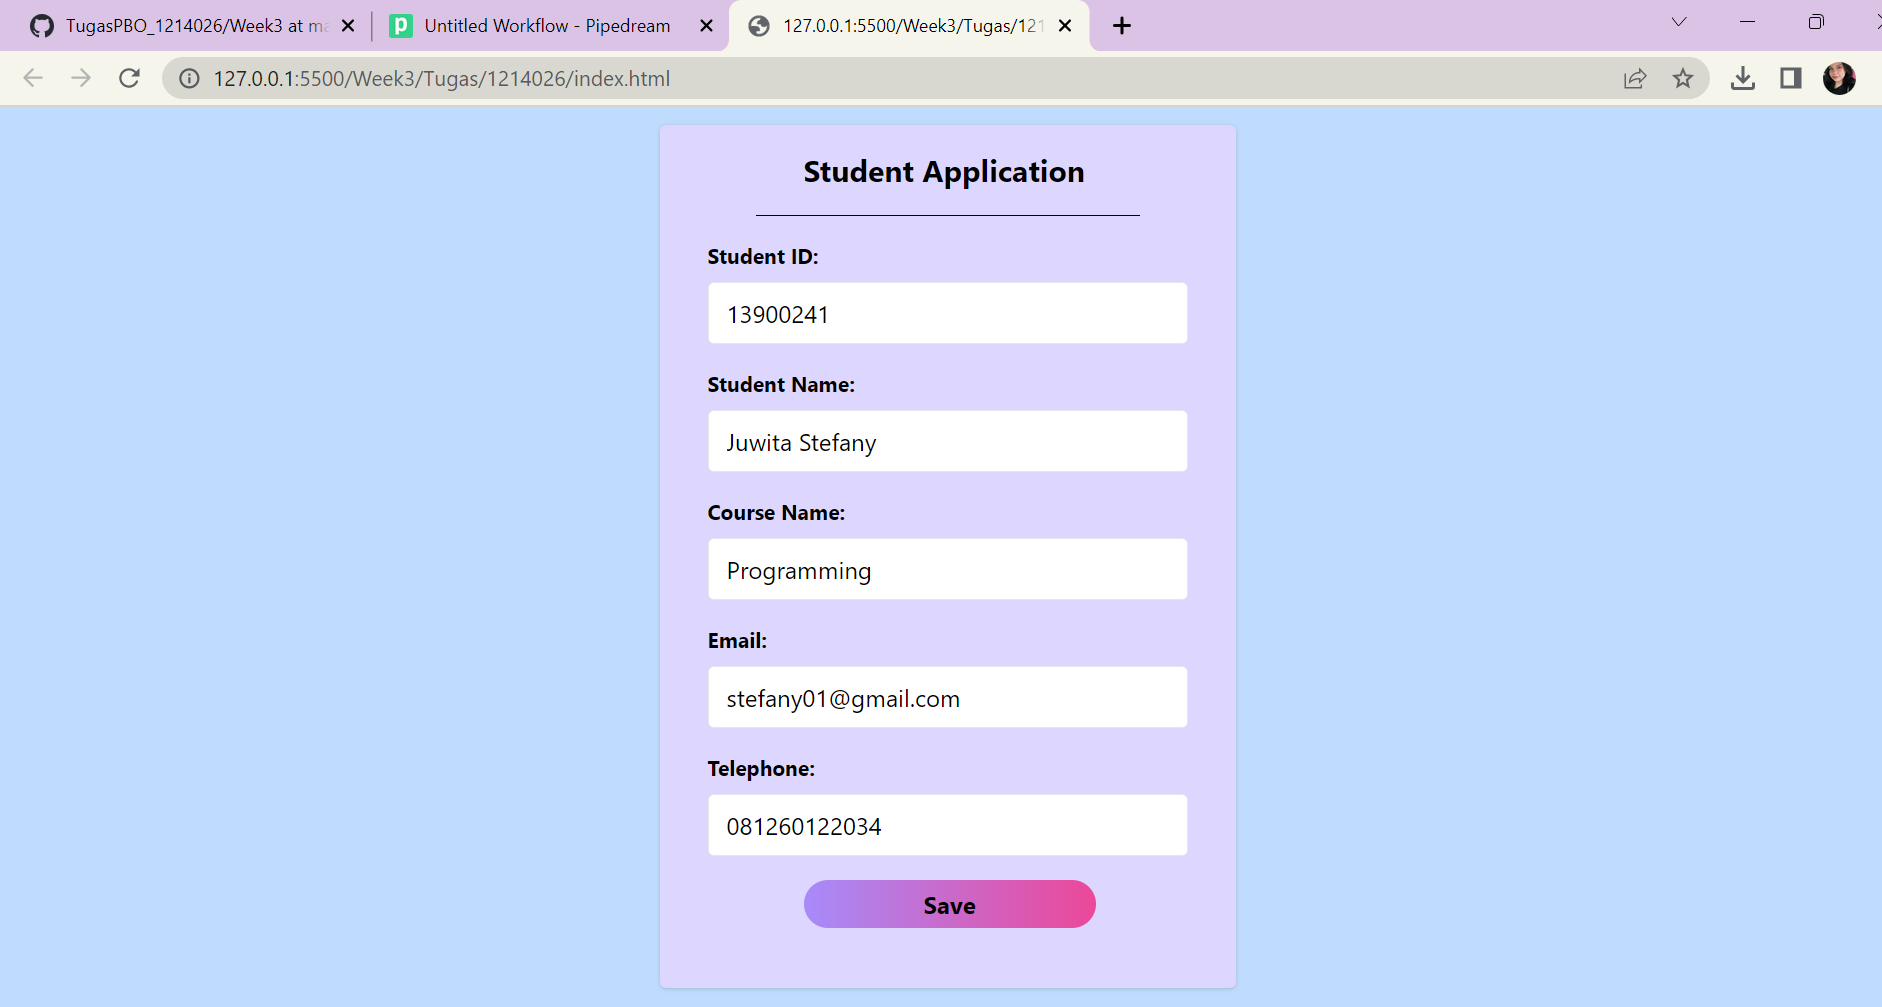 TugasPBO_1214026/Week3 at ma
Untitled Workflow - Pipedream
127.0.0.1:5500/Week3/Tugas/121
127.0.0.1:5500/Week3/Tugas/1214026/index.html
Student Application
Student ID:
13900241
Student Name:
Juwita Stefany
Course Name:
Programming
Email:
stefany01@gmail.com
Telephone:
081260122034
Save